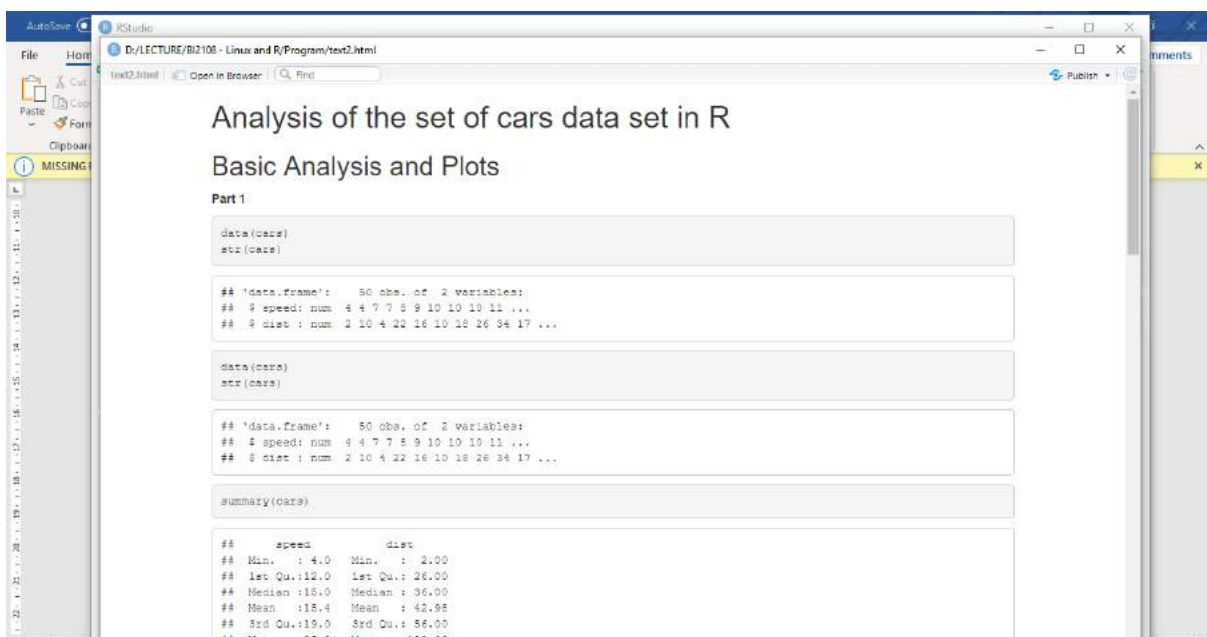 AutoSave
RStudio
File Hom
D:/LECTURE/BI2108 - Linux and R/Program/text2.html
mments
text2.html Open in Browser Find Publish
Cut
Paste
Cop
Form
Clipboard
MISSING
Analysis of the set of cars data set in R
Basic Analysis and Plots
Part 1
data(cars)
str(cars)
## 'data.frame': 50 obs. of 2 variables:
## $ speed: num 4 4 7 7 8 9 10 10 10 11 ...
## $ dist : num 2 10 4 22 16 10 18 26 34 17 ...
data(cars)
str(cars)
## 'data.frame': 50 obs. of 2 variables:
## $ speed: num 4 4 7 7 8 9 10 10 10 11 ...
## $ dist : num 2 10 4 22 16 10 18 26 34 17 ...
summary(cars)
## speed dist
## Min. : 4.0 Min. : 2.00
## 1st Qu.:12.0 1st Qu.: 26.00
## Median :15.0 Median : 36.00
## Mean :15.4 Mean : 42.98
## 3rd Qu.:19.0 3rd Qu.: 56.00